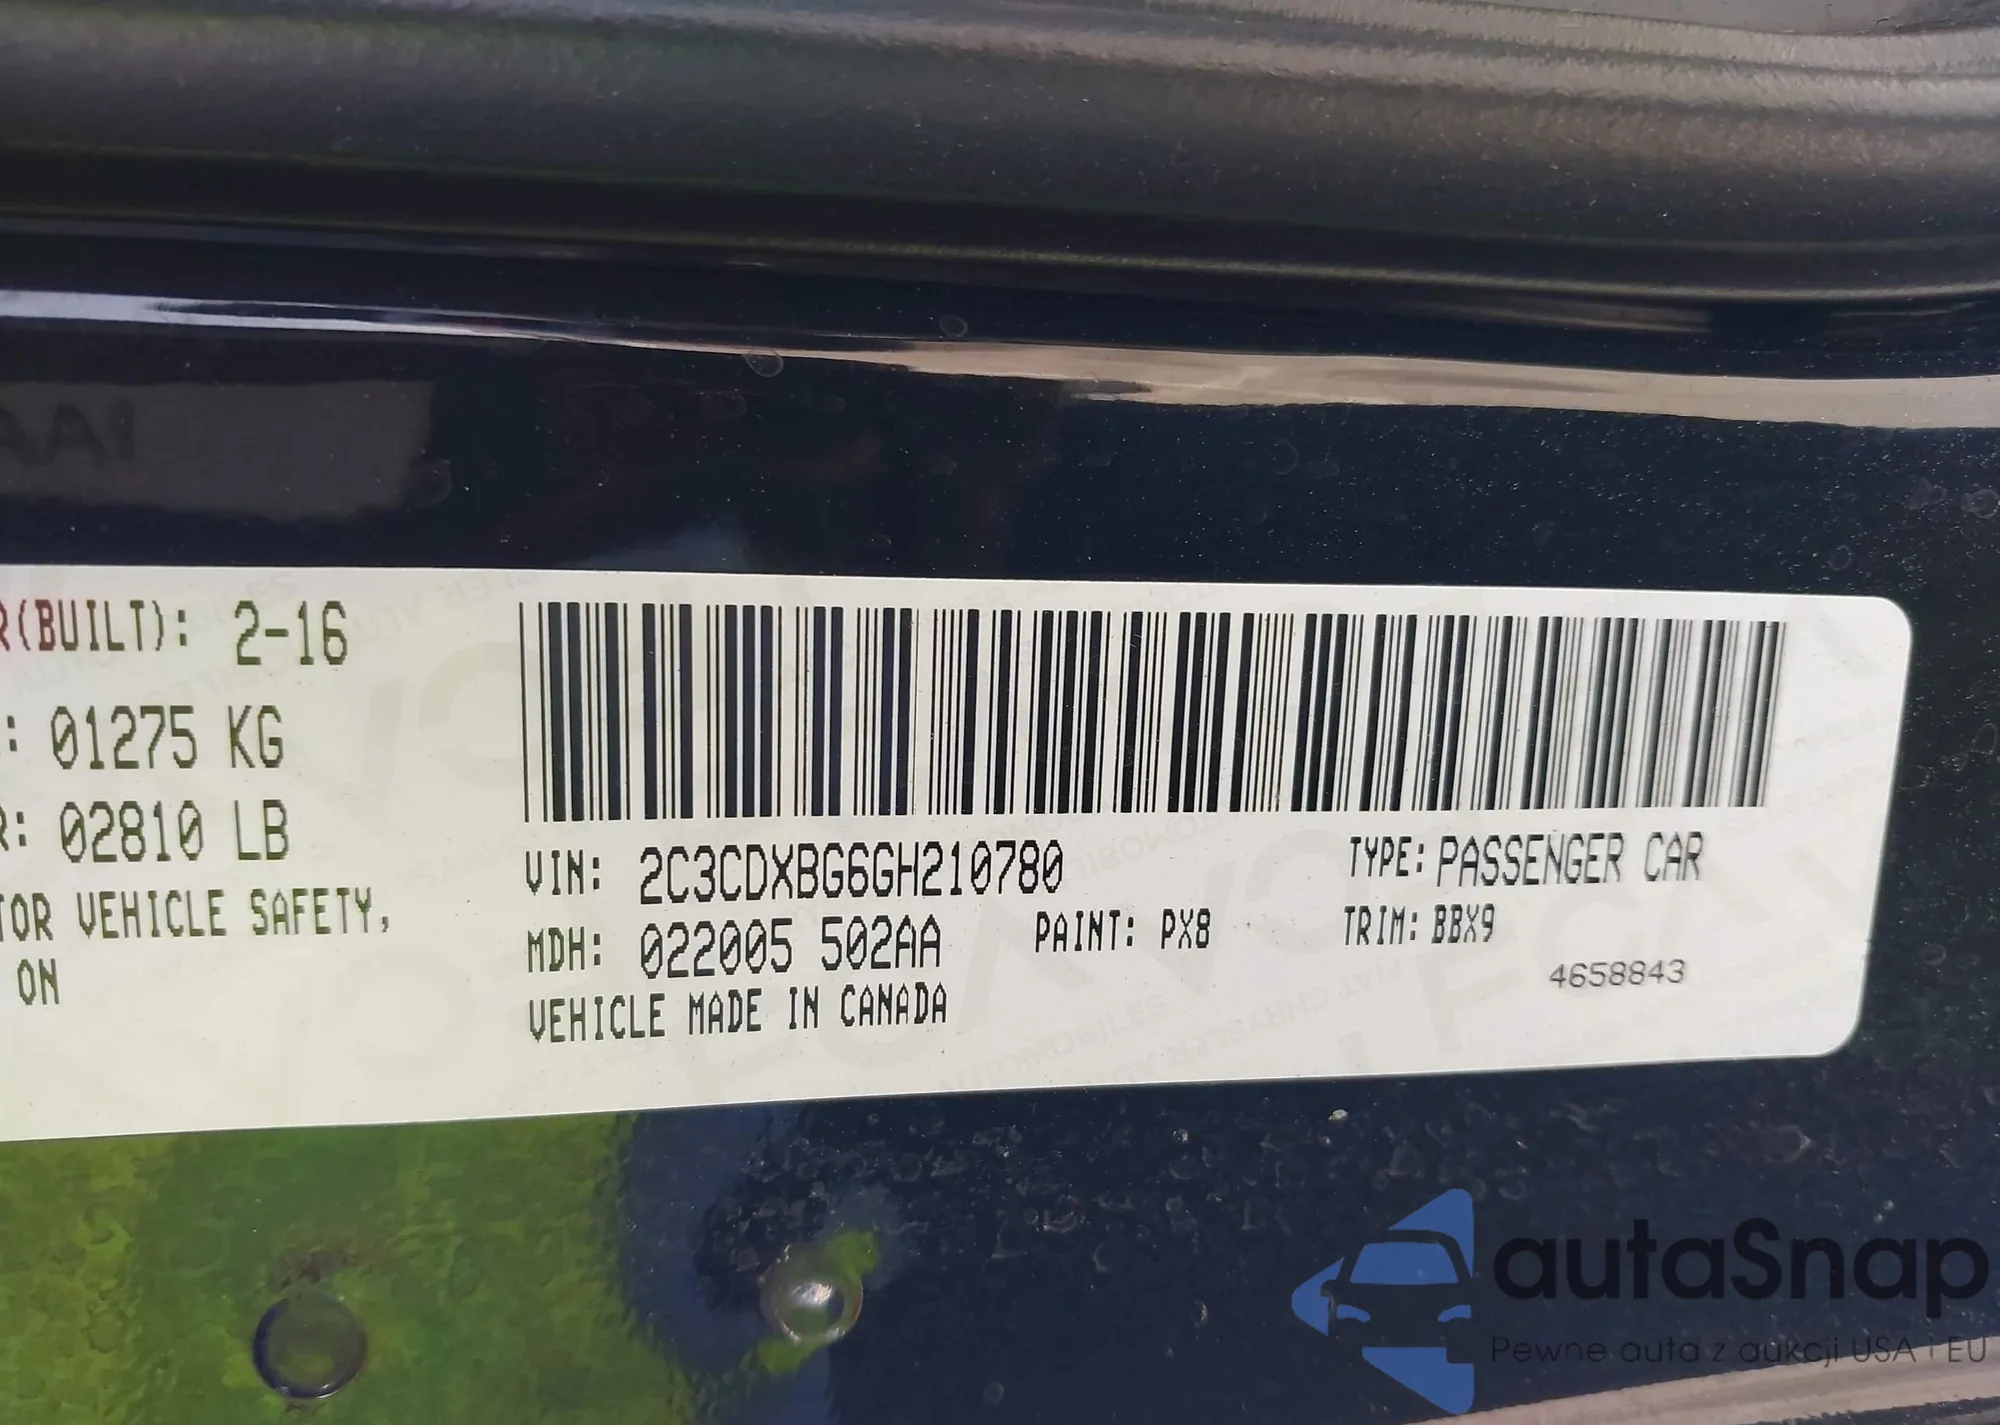 R(BUILT): 2-16
: 01275 KG
R: 02810 LB
TOR VEHICLE SAFETY,
ON
VIN: 2C3CDXBG6GH210780
TYPE: PASSENGER CAR
MDH: 022005 502AA
PAINT: PX8
TRIM: BBX9
4658843
VEHICLE MADE IN CANADA
autaSnap
Pewne auta z aukcji USA i EU